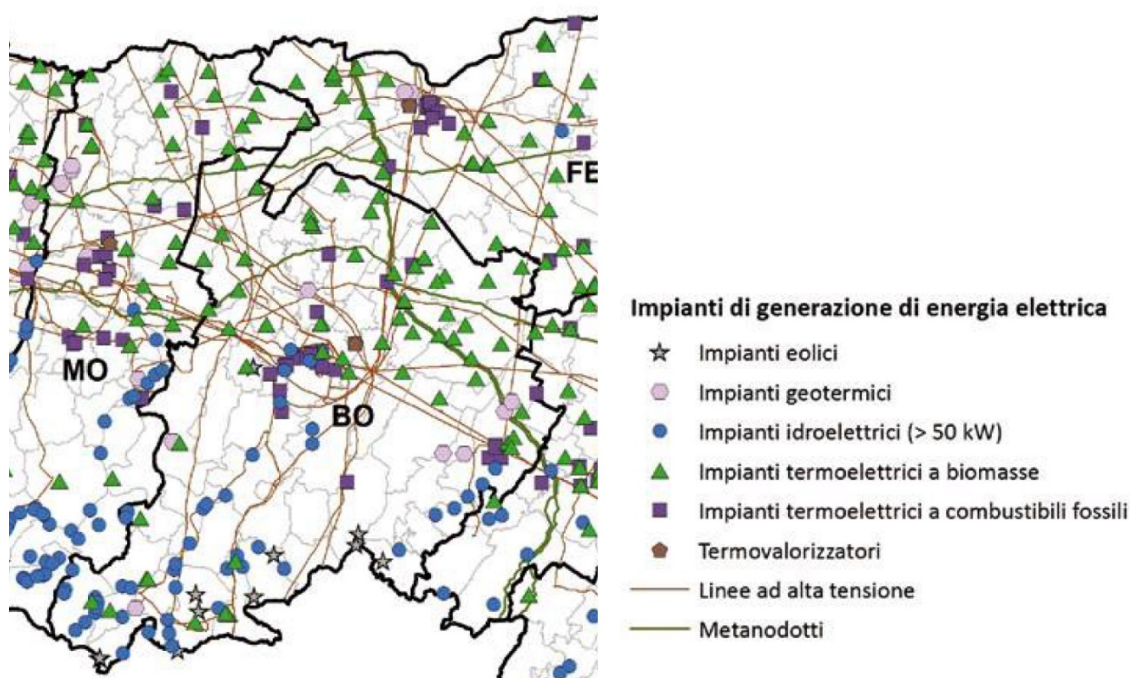 FE
MO
BO
Impianti di generazione di energia elettrica
Impianti eolici
Impianti geotermici
Impianti idroelettrici (> 50 kW)
Impianti termoelettrici a biomasse
Impianti termoelettrici a combustibili fossili
Termovalorizzatori
Linee ad alta tensione
Metanodotti